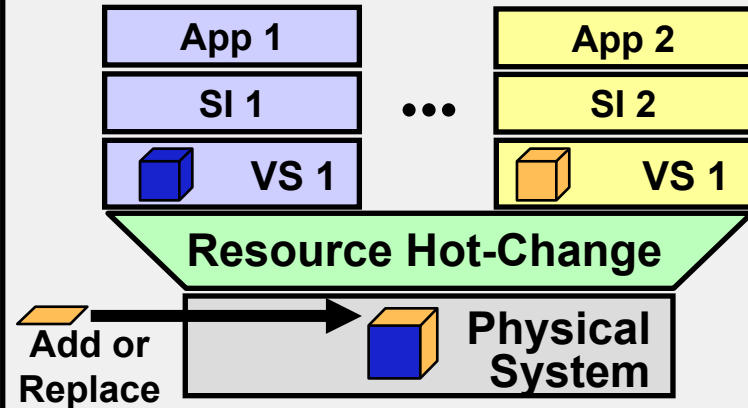 App 1
App 2
SI 1
•••
SI 2
VS 1
VS 1
Resource Hot-Change
Add or
Replace
Physical
System